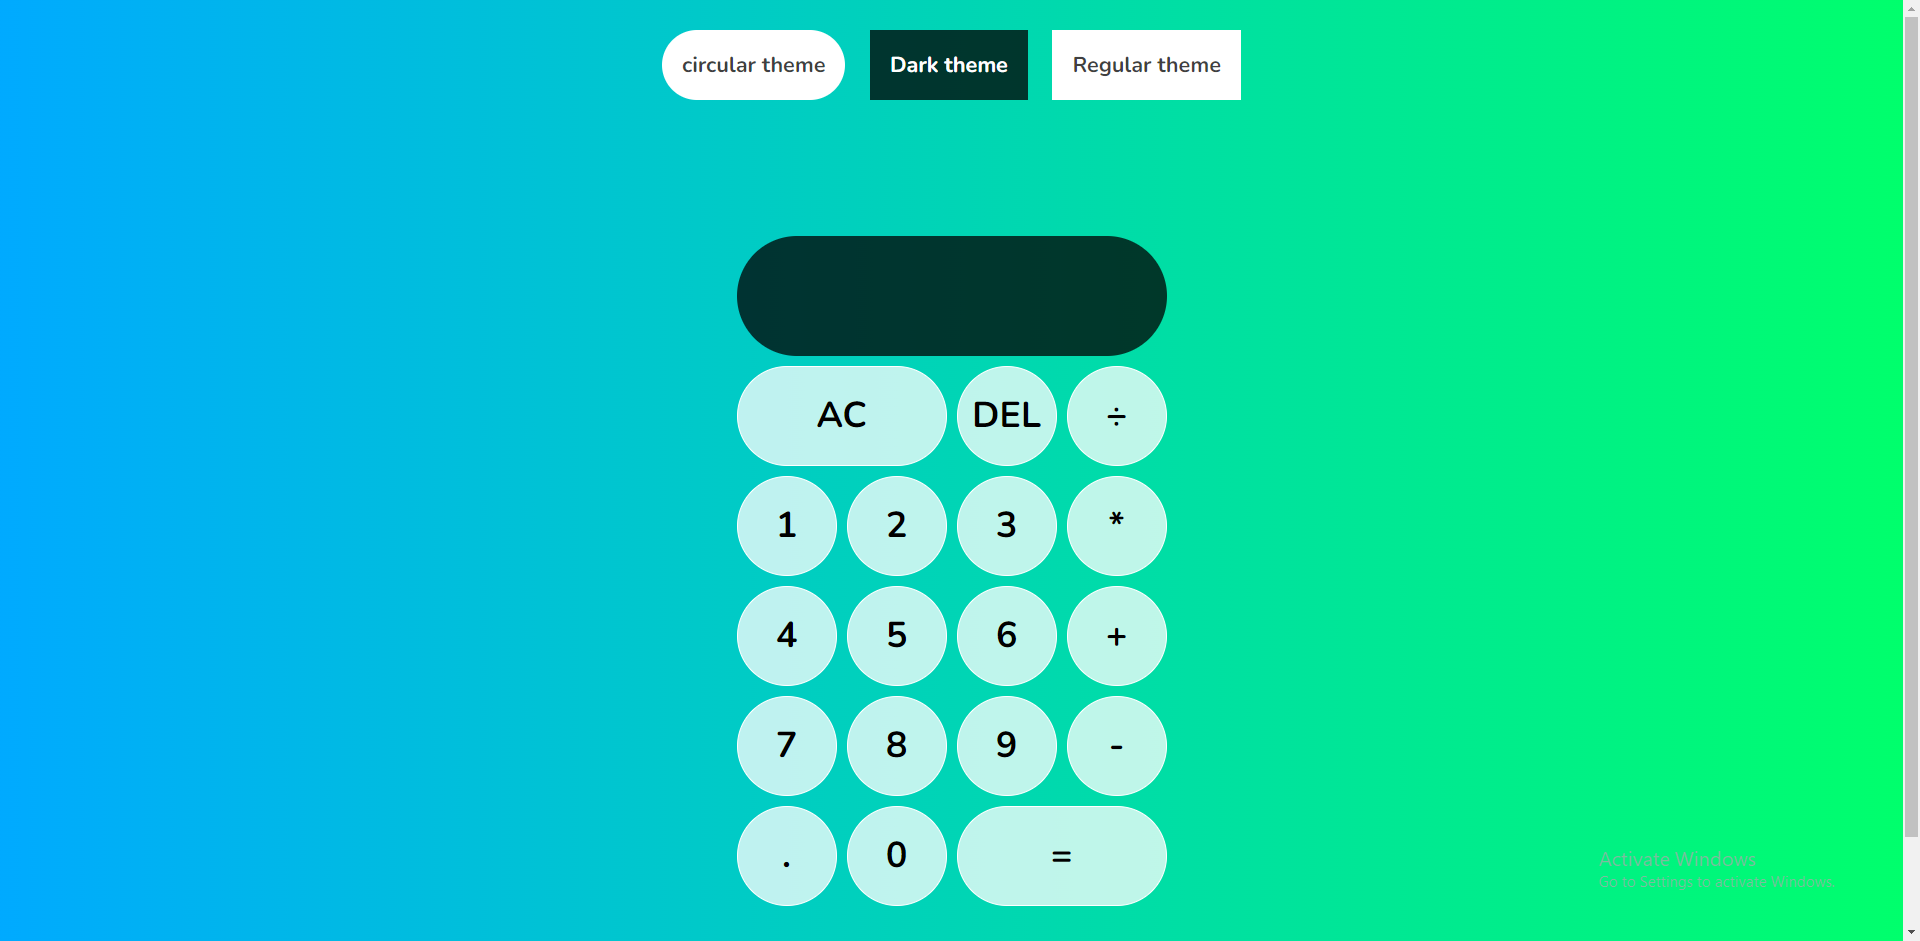 circular theme Dark theme Regular theme
AC DEL ÷
1 2 3 *
4 5 6 +
7 8 9 -
. 0 =
Activate Windows
Go to Settings to activate Windows.